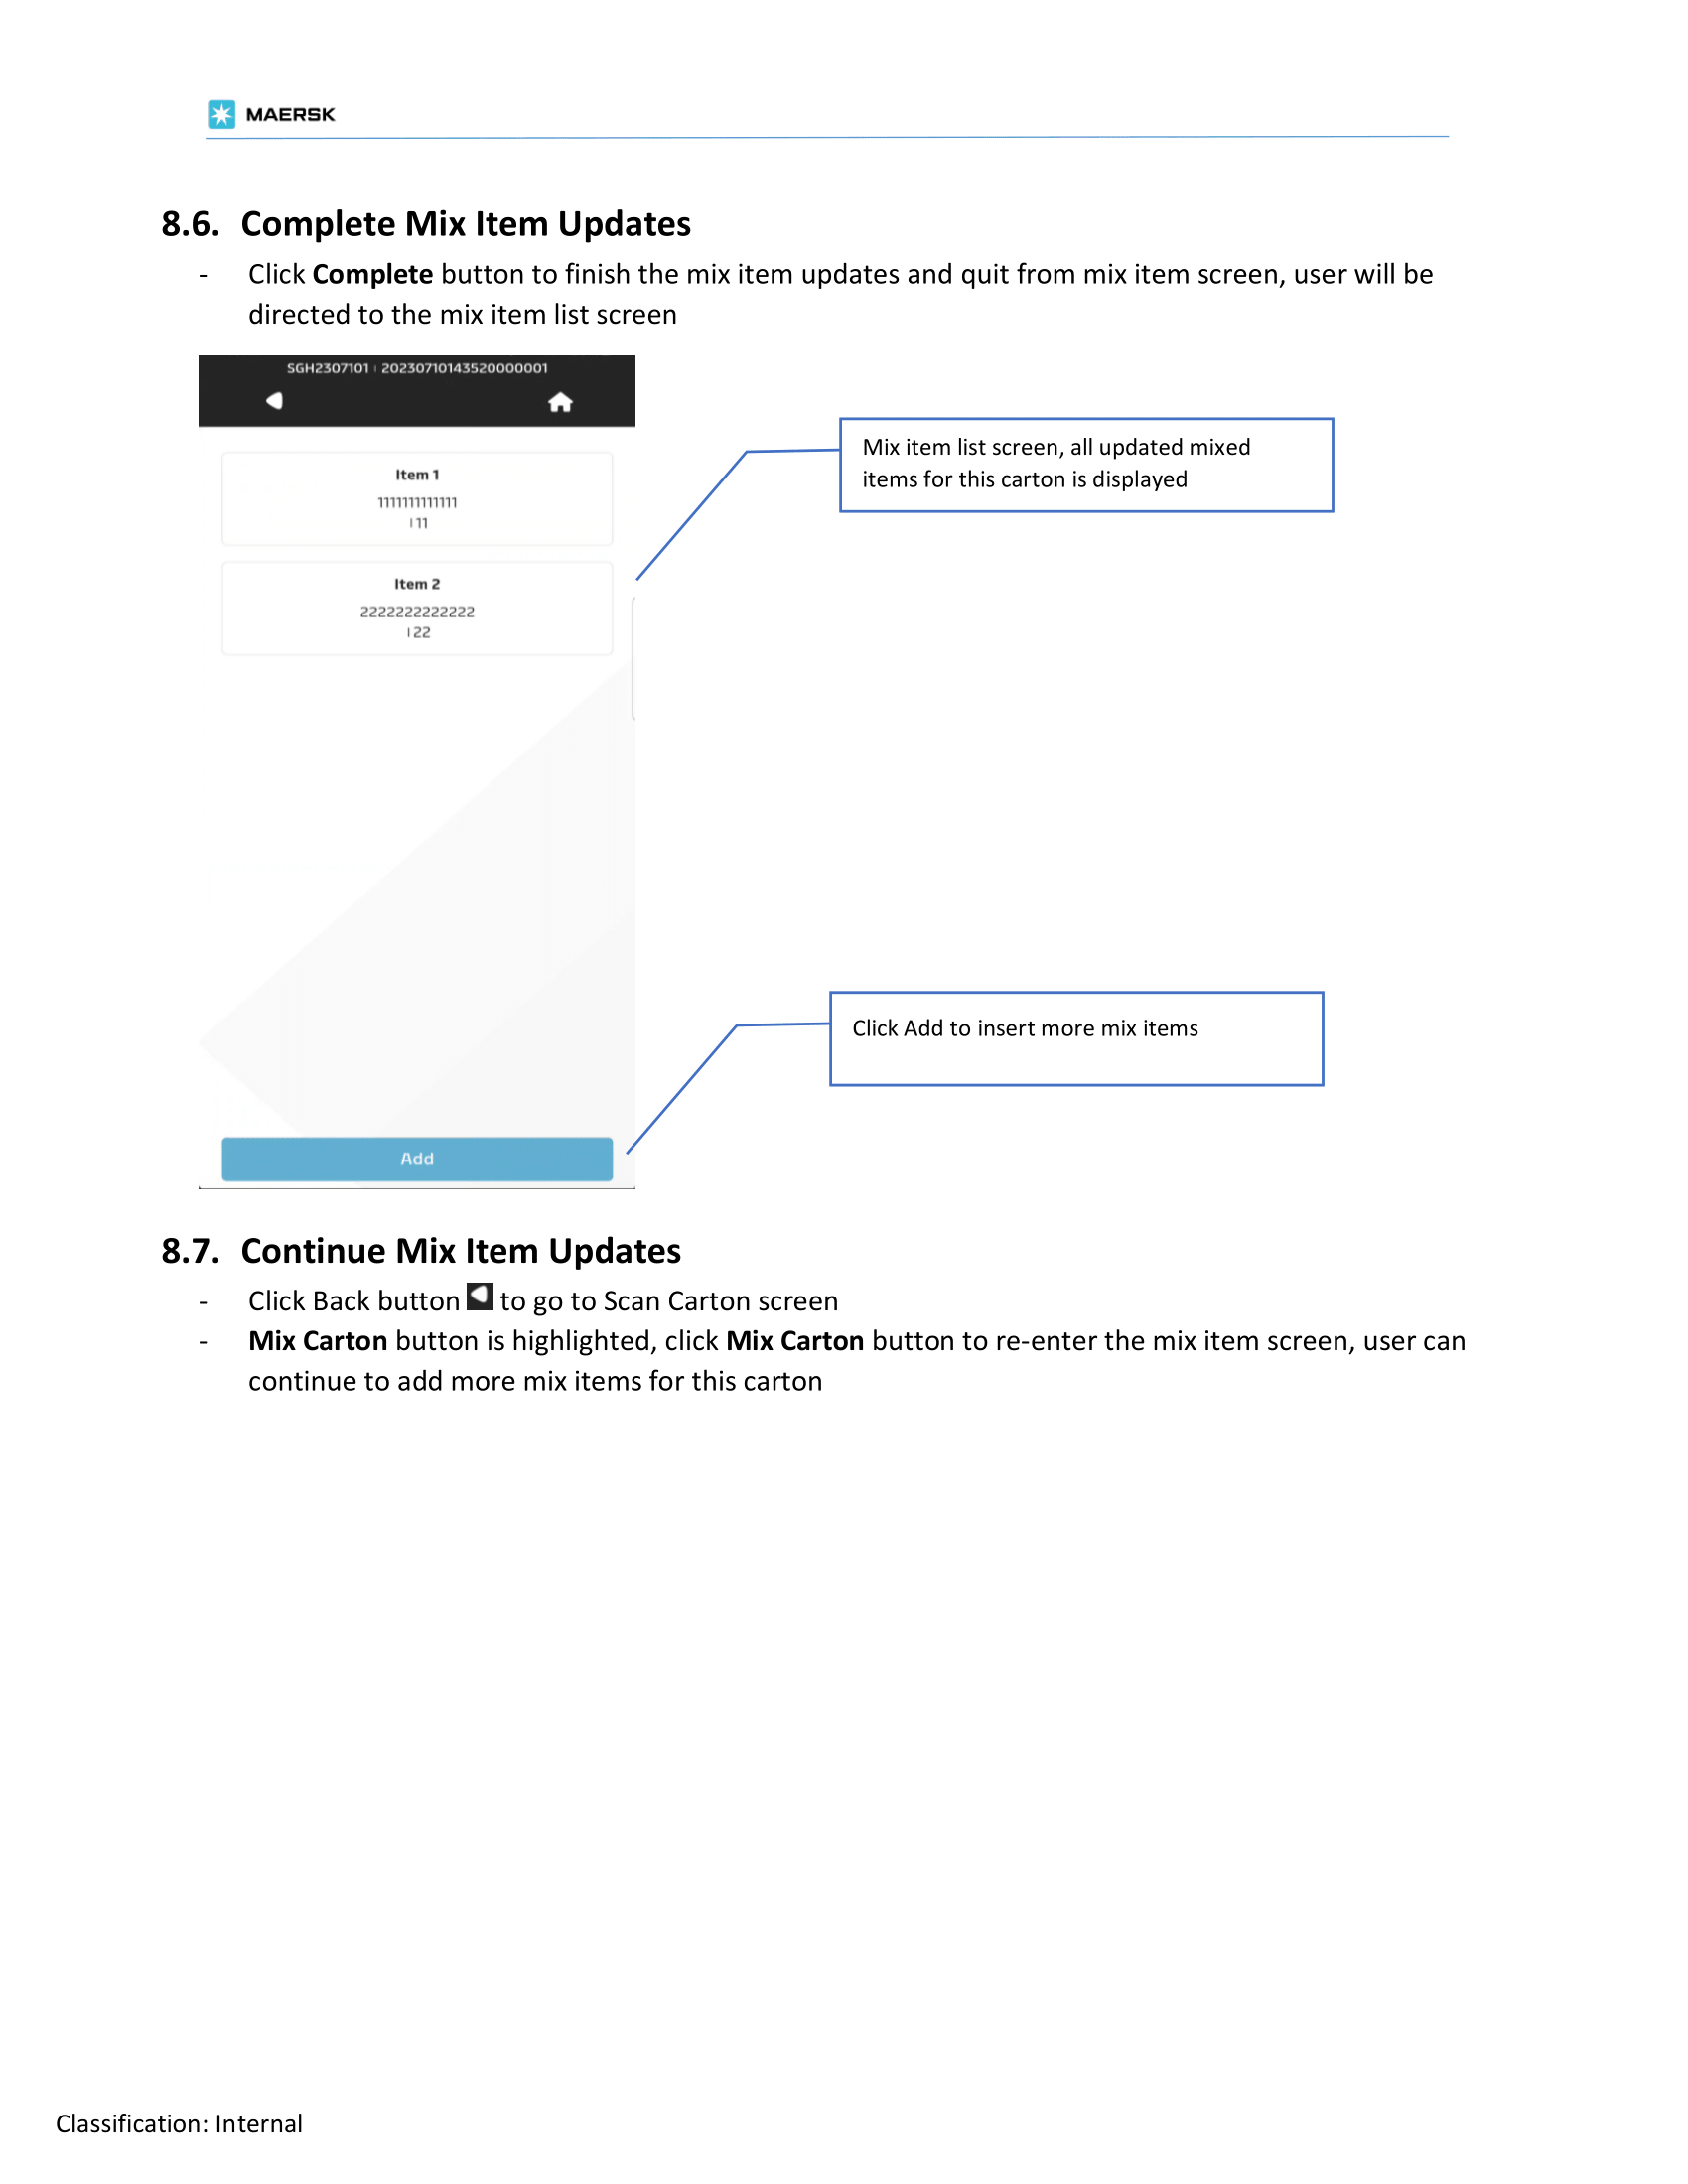 MAERSK
8.6. Complete Mix Item Updates
- Click Complete button to finish the mix item updates and quit from mix item screen, user will be
directed to the mix item list screen
SGH2307101 | 20230710143520000001
Item 1
1111111111111
| 11
Item 2
2222222222222
| 22
Mix item list screen, all updated mixed
items for this carton is displayed
Click Add to insert more mix items
Add
8.7. Continue Mix Item Updates
- Click Back button to go to Scan Carton screen
- Mix Carton button is highlighted, click Mix Carton button to re-enter the mix item screen, user can
continue to add more mix items for this carton
Classification: Internal